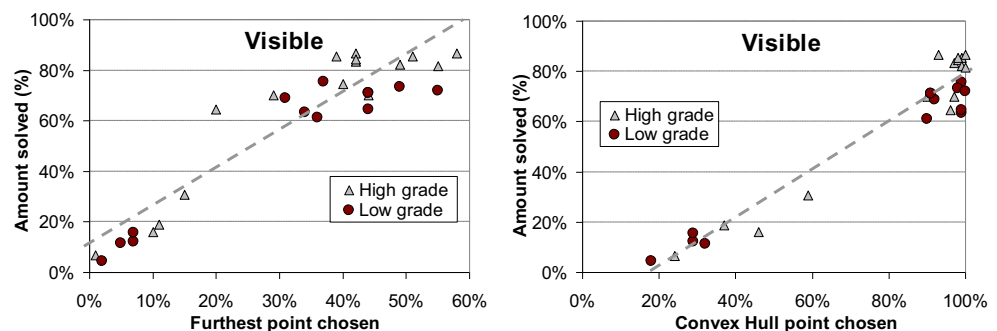 Visible
Amount solved (%)
100%
80%
60%
40%
20%
0%
High grade
Low grade
0% 10% 20% 30% 40% 50% 60%
Furthest point chosen
Visible
Amount solved (%)
100%
80%
60%
40%
20%
0%
High grade
Low grade
0% 20% 40% 60% 80% 100%
Convex Hull point chosen